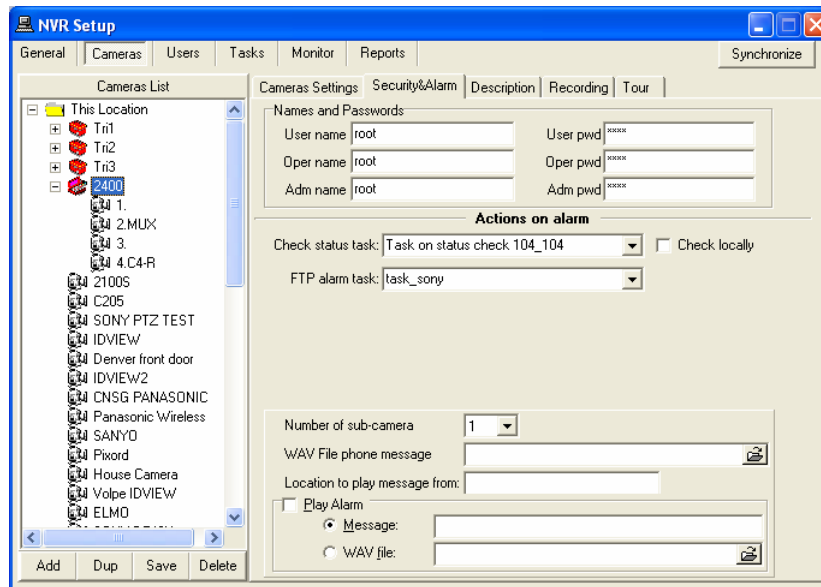 NVR Setup
General Cameras Users Tasks Monitor Reports Synchronize
Cameras List
This Location
Tri1
Tri2
Tri3
2400
1.
2.MUX
3.
4.C4-R
2100S
C205
SONY PTZ TEST
IDVIEW
Denver front door
IDVIEW2
CNSG PANASONIC
Panasonic Wireless
SANYO
Pixord
House Camera
Volpe IDVIEW
ELMO
Add Dup Save Delete
Cameras Settings Security&Alarm Description Recording Tour
Names and Passwords
User name root User pwd ****
Oper name root Oper pwd ****
Adm name root Adm pwd ****
Actions on alarm
Check status task: Task on status check 104_104 Check locally
FTP alarm task: task_sony
Number of sub-camera 1
WAV File phone message
Location to play message from:
Play Alarm
Message:
WAV file: